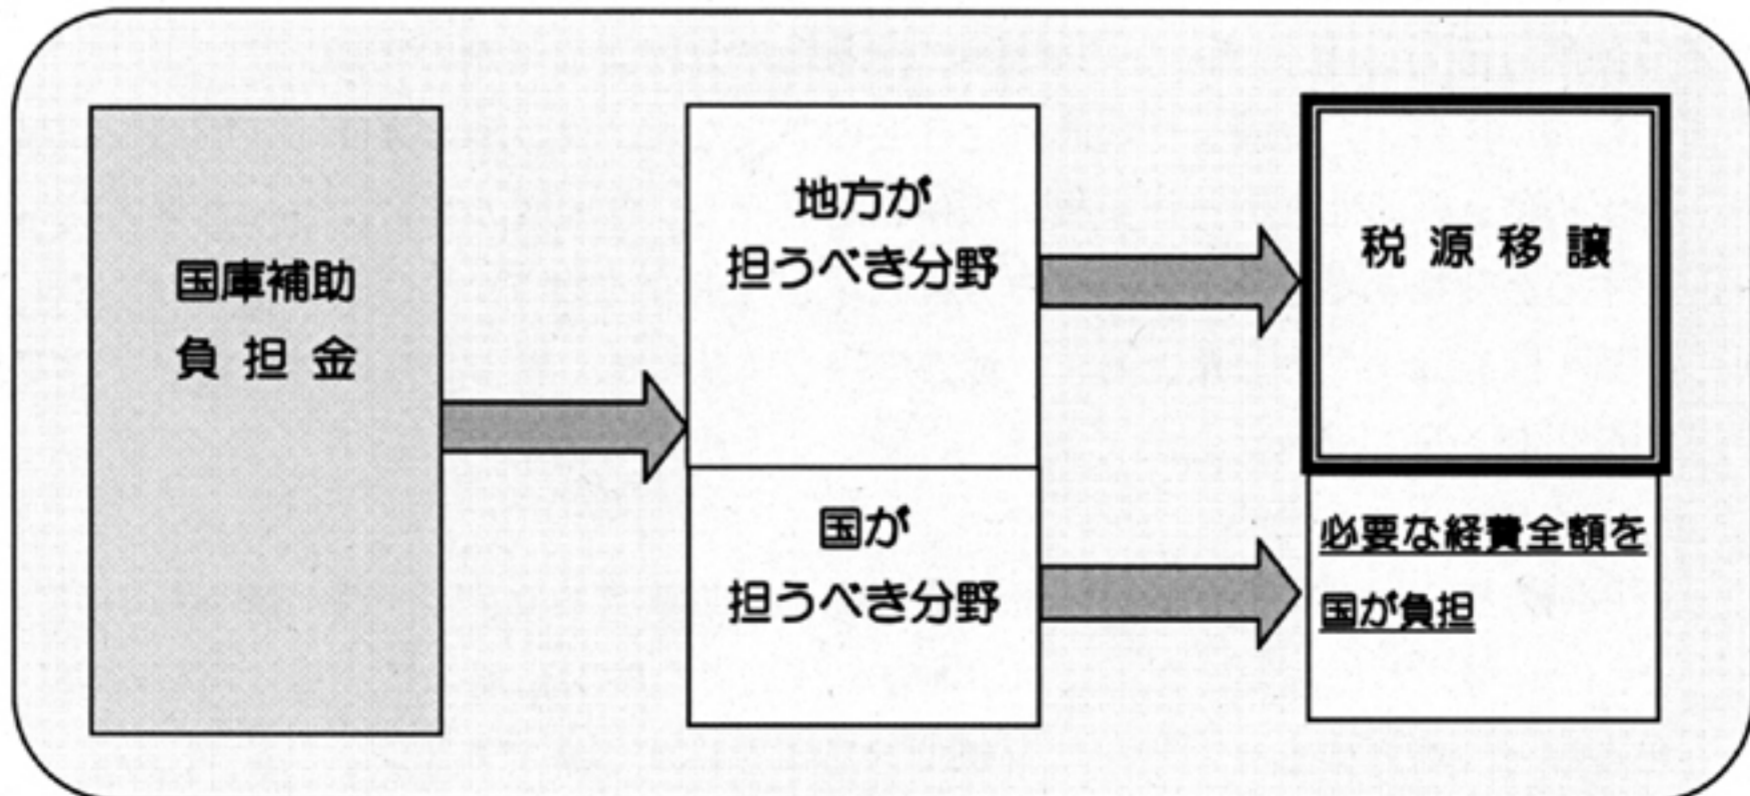 国庫補助
負担金
地方が
担うべき分野
国が
担うべき分野
税源移譲
必要な経費全額を
国が負担